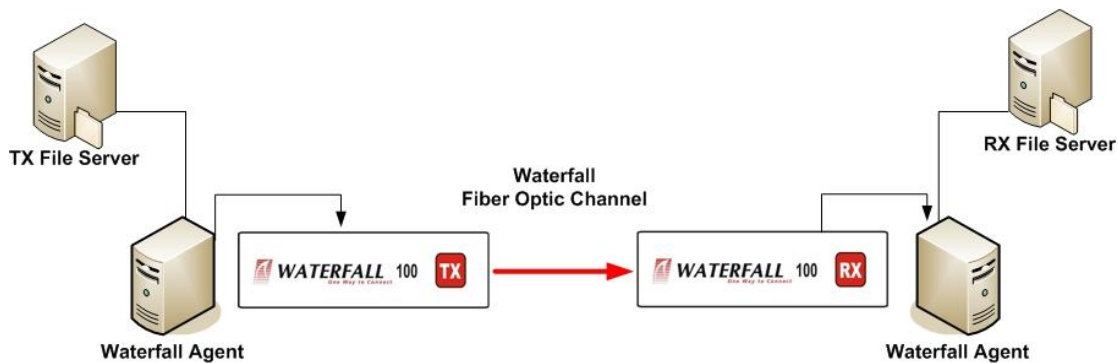 TX File Server
RX File Server
Waterfall
Fiber Optic Channel
WATERFALL 100 TX
One Way to Connect
WATERFALL 100 RX
One Way to Connect
Waterfall Agent
Waterfall Agent